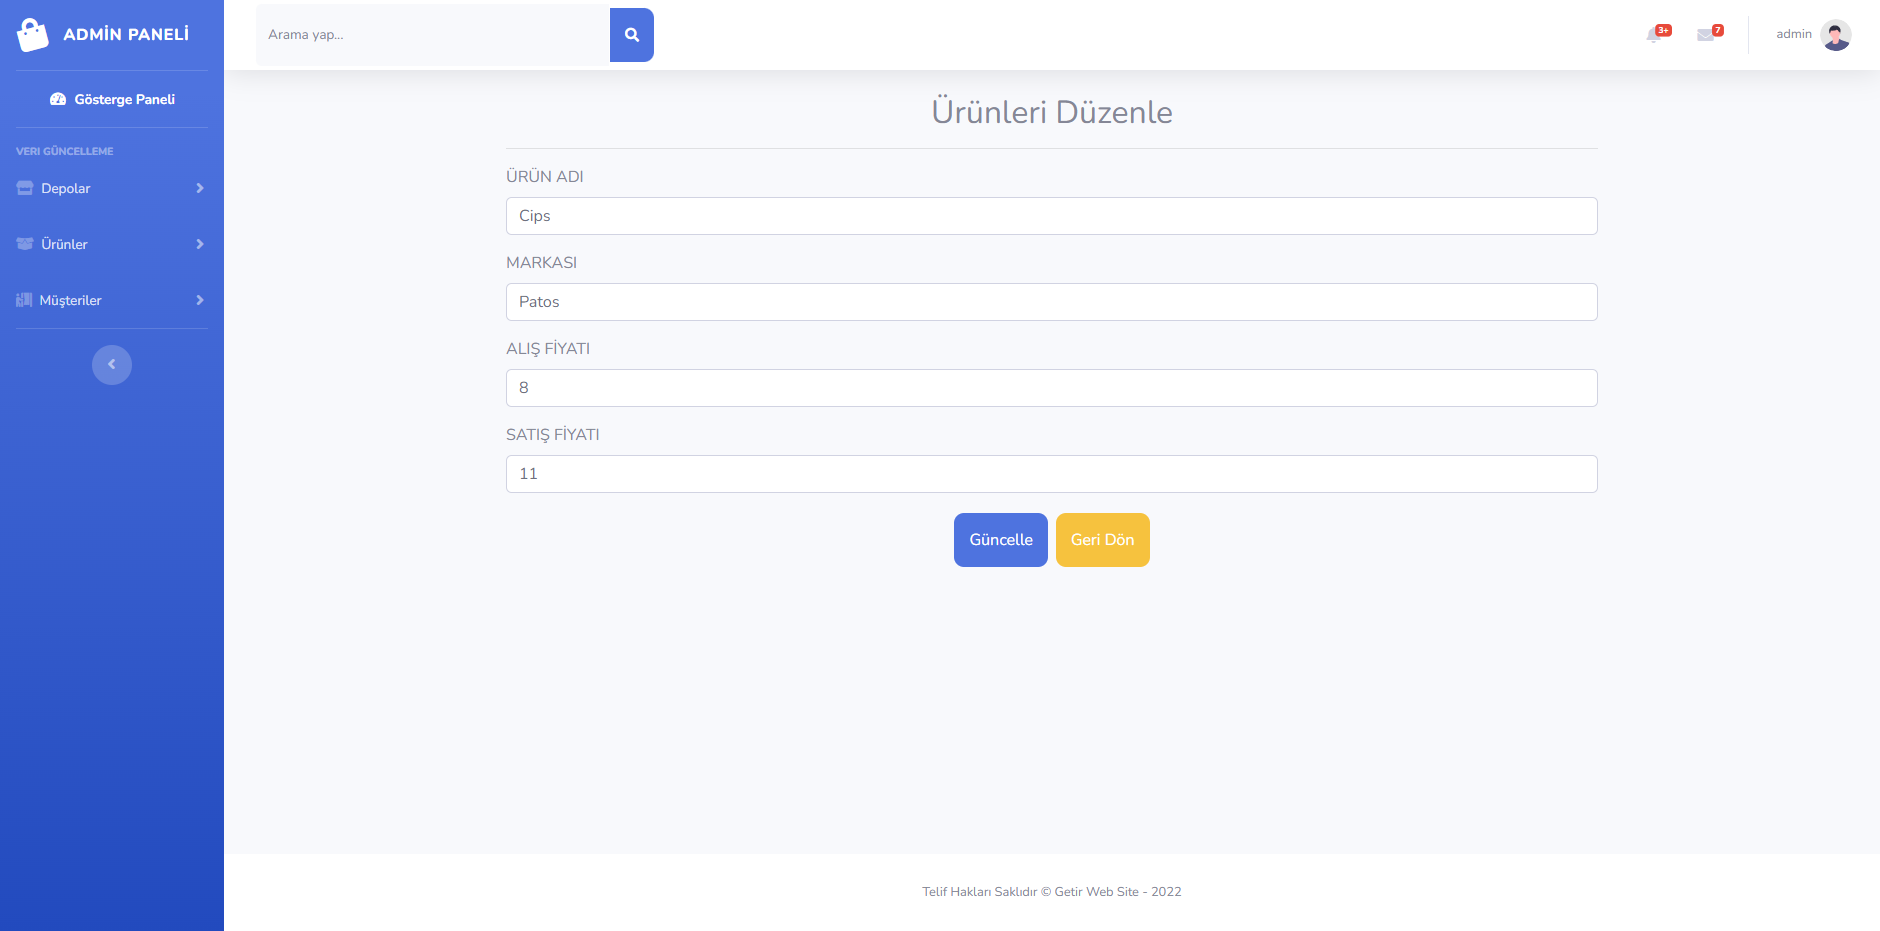 ADMİN PANELİ
Gösterge Paneli
VERI GÜNCELLEME
Depolar
Ürünler
Müşteriler
Arama yap...
3+
7
admin
Ürünleri Düzenle
ÜRÜN ADI
Cips
MARKASI
Patos
ALIŞ FİYATI
8
SATIŞ FİYATI
11
Güncelle
Geri Dön
Telif Hakları Saklıdır © Getir Web Site - 2022